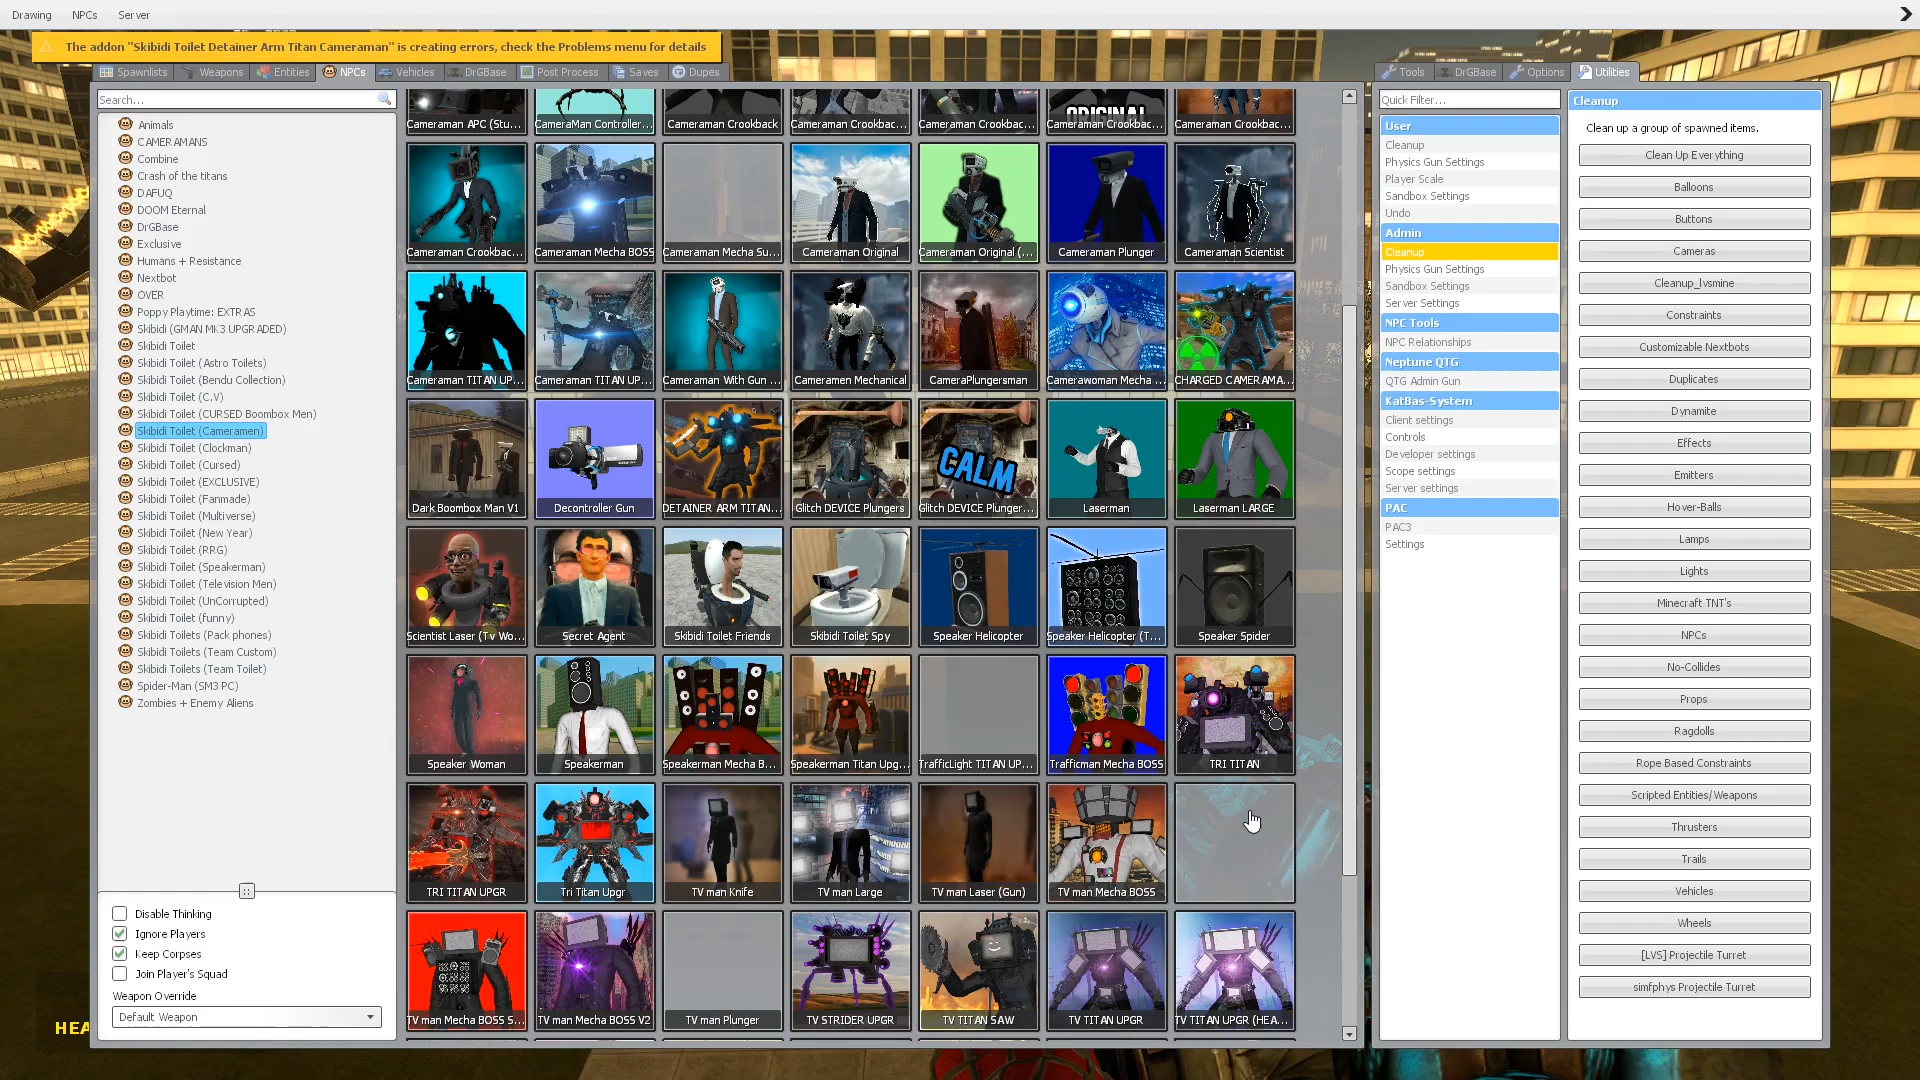 Drawing NPCs Server
The addon "Skibidi Toilet Detainer Arm Titan Cameraman" is creating errors, check the Problems menu for details
Spawnlists Weapons Entities NPCs Vehicles DrGBase Post Process Saves Dupes
Search...
Animals
CAMERAMANS
Combine
Crash of the titans
DAFUQ
DOOM Eternal
DrGBase
Exclusive
Humans + Resistance
Nextbot
OVER
Poppy Playtime: EXTRAS
Skibidi (GMAN MK3 UPGRADED)
Skibidi Toilet
Skibidi Toilet (Astro Toilets)
Skibidi Toilet (Bendu Collection)
Skibidi Toilet (C.V)
Skibidi Toilet (CURSED Boombox Men)
Skibidi Toilet (Cameramen)
Skibidi Toilet (Clockman)
Skibidi Toilet (Cursed)
Skibidi Toilet (EXCLUSIVE)
Skibidi Toilet (Fanmade)
Skibidi Toilet (Multiverse)
Skibidi Toilet (New Year)
Skibidi Toilet (RRG)
Skibidi Toilet (Speakerman)
Skibidi Toilet (Television Men)
Skibidi Toilet (UnCorrupted)
Skibidi Toilet (funny)
Skibidi Toilets (Pack phones)
Skibidi Toilets (Team Custom)
Skibidi Toilets (Team Toilet)
Spider-Man (SM3 PC)
Zombies + Enemy Aliens
Disable Thinking
Ignore Players
Keep Corpses
Join Player's Squad
Weapon Override
Default Weapon
HEA
ORIGINAL
Cameraman APC (Stu... CameraMan Controller... Cameraman Crookback Cameraman Crookbac... Cameraman Crookbac... Cameraman Crookbac... Cameraman Crookbac...
Cameraman Crookbac... Cameraman Mecha BOSS Cameraman Mecha Su... Cameraman Original Cameraman Original (... Cameraman Plunger Cameraman Scientist
Cameraman TITAN UP... Cameraman TITAN UP... Cameraman With Gun ... Cameramen Mechanical CameraPlungersman Camerawoman Mecha ... CHARGED CAMERAMA...
CALM
Dark Boombox Man V1 Decontroller Gun DETAINER ARM TITAN... Glitch DEVICE Plungers Glitch DEVICE Plunger... Laserman Laserman LARGE
Scientist Laser (Tv Wo... Secret Agent Skibidi Toilet Friends Skibidi Toilet Spy Speaker Helicopter Speaker Helicopter (T... Speaker Spider
Speaker Woman Speakerman Speakerman Mecha B... Speakerman Titan Upg... TrafficLight TITAN UP... Trafficman Mecha BOSS TRI TITAN
TRI TITAN UPGR Tri Titan Upgr TV man Knife TV man Large TV man Laser (Gun) TV man Mecha BOSS
TV man Mecha BOSS S... TV man Mecha BOSS V2 TV man Plunger TV STRIDER UPGR TV TITAN SAW TV TITAN UPGR TV TITAN UPGR (HEA...
Tools DrGBase Options Utilities
Quick Filter...
User
Cleanup
Physics Gun Settings
Player Scale
Sandbox Settings
Undo
Admin
Cleanup
Physics Gun Settings
Sandbox Settings
Server Settings
NPC Tools
NPC Relationships
Neptune QTG
QTG Admin Gun
KatBas-System
Client settings
Controls
Developer settings
Scope settings
Server settings
PAC
PAC3
Settings
Cleanup
Clean up a group of spawned items.
Clean Up Everything
Balloons
Buttons
Cameras
Cleanup_lvsmine
Constraints
Customizable Nextbots
Duplicates
Dynamite
Effects
Emitters
Hover-Balls
Lamps
Lights
Minecraft TNT's
NPCs
No-Collides
Props
Ragdolls
Rope Based Constraints
Scripted Entities/Weapons
Thrusters
Trails
Vehicles
Wheels
[LVS] Projectile Turret
simfphys Projectile Turret